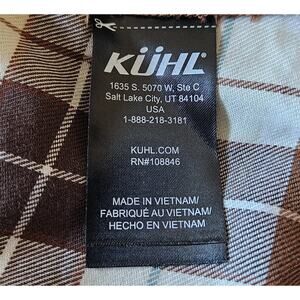 KÜHL
1635 S. 5070 W, Ste C
Salt Lake City, UT 84104
USA
1-888-218-3181
KUHL.COM
RN#108846
MADE IN VIETNAM/
FABRIQUÉ AU VIETNAM/
HECHO EN VIETNAM